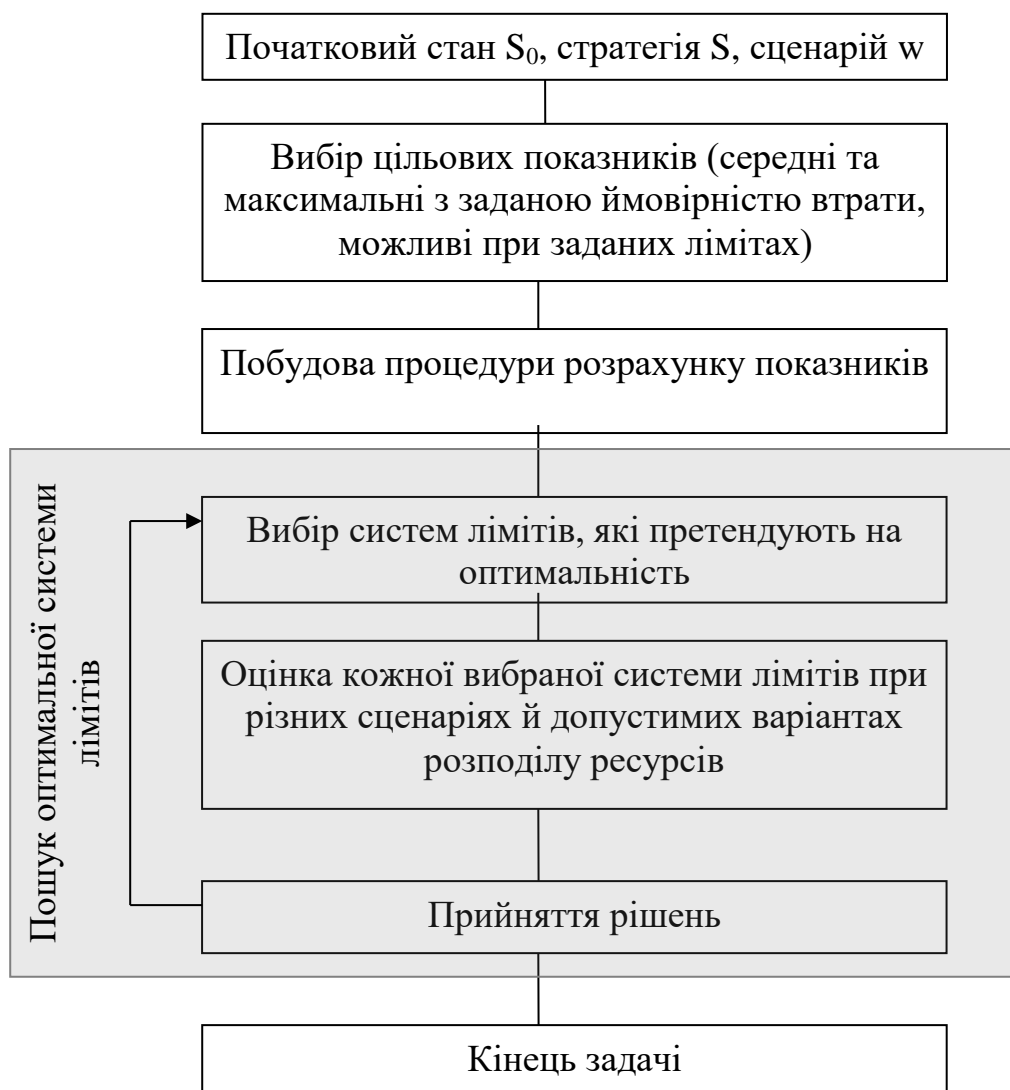 Початковий стан S₀, стратегія S, сценарій w
Вибір цільових показників (середні та
максимальні з заданою ймовірністю втрати,
можливі при заданих лімітах)
Побудова процедури розрахунку показників
Пошук оптимальної системи
лімітів
Вибір систем лімітів, які претендують на
оптимальність
Оцінка кожної вибраної системи лімітів при
різних сценаріях й допустимих варіантах
розподілу ресурсів
Прийняття рішень
Кінець задачі